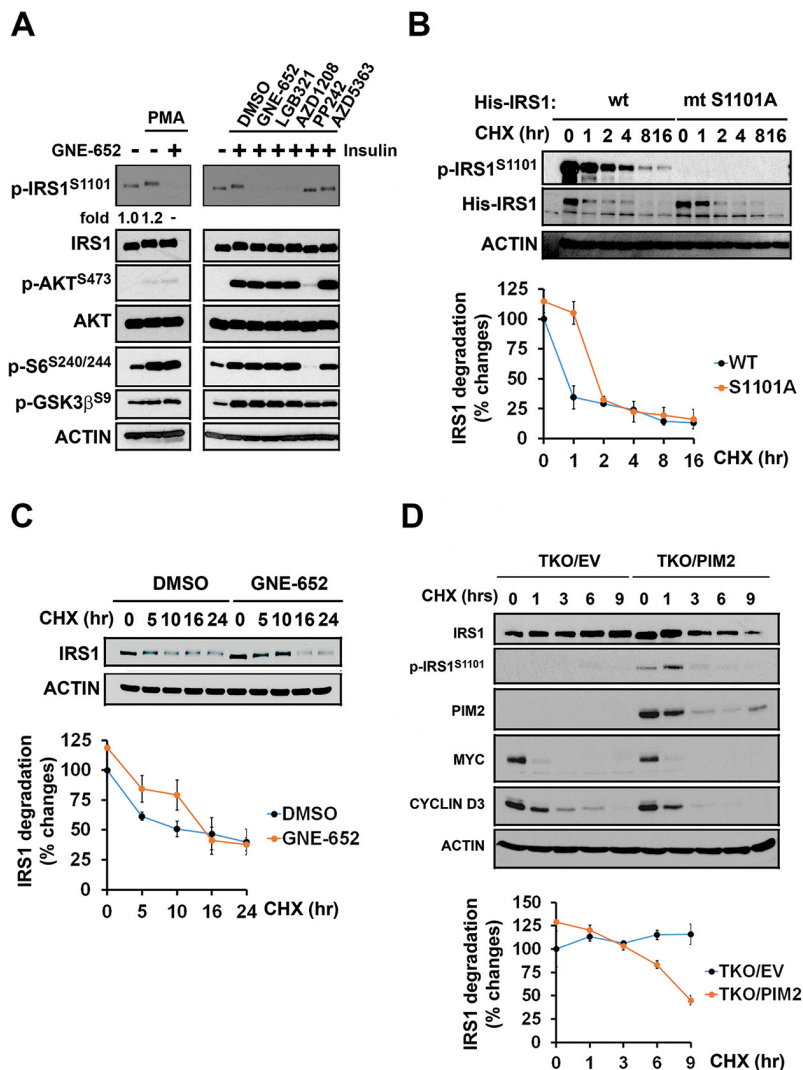 A
PMA
DMSO
GNE-652
LGB321
AZD1208
PP242
AZD5363
GNE-652 - - + - + + + + + Insulin
p-IRS1S1101
fold 1.0 1.2 -
IRS1
p-AKTS473
AKT
p-S6S240/244
p-GSK3βS9
ACTIN
B
His-IRS1: wt mt S1101A
CHX (hr) 0 1 2 4 8 16 0 1 2 4 8 16
p-IRS1S1101
His-IRS1
ACTIN
IRS1 degradation
(% changes)
125
100
75
50
25
0
0 1 2 4 8 16
CHX (hr)
WT
S1101A
C
DMSO GNE-652
CHX (hr) 0 5 10 16 24 0 5 10 16 24
IRS1
ACTIN
IRS1 degradation
(% changes)
125
100
75
50
25
0
0 5 10 16 24 CHX (hr)
DMSO
GNE-652
D
TKO/EV TKO/PIM2
CHX (hrs) 0 1 3 6 9 0 1 3 6 9
IRS1
p-IRS1S1101
PIM2
MYC
CYCLIN D3
ACTIN
IRS1 degradation
(% changes)
150
125
100
75
50
25
0
0 1 3 6 9 CHX (hr)
TKO/EV
TKO/PIM2